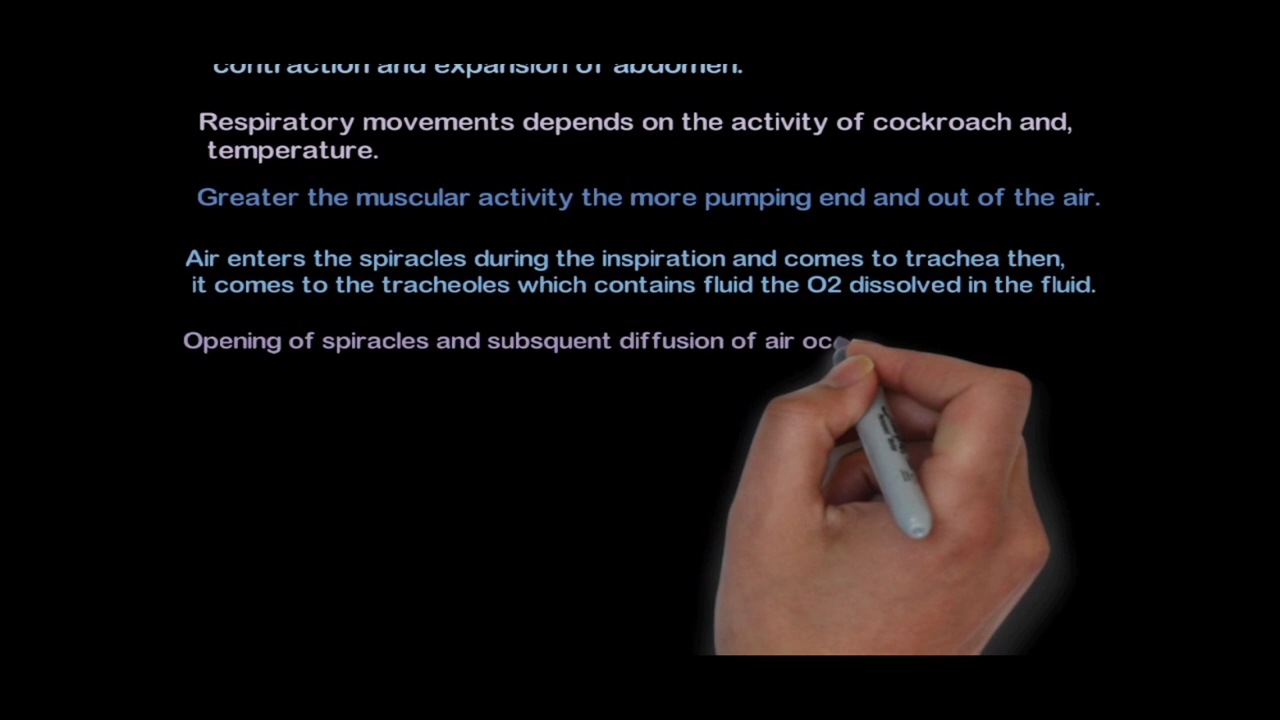 contraction and expansion of abdomen.
Respiratory movements depends on the activity of cockroach and,
temperature.
Greater the muscular activity the more pumping end and out of the air.
Air enters the spiracles during the inspiration and comes to trachea then,
it comes to the tracheoles which contains fluid the O2 dissolved in the fluid.
Opening of spiracles and subsquent diffusion of air oc